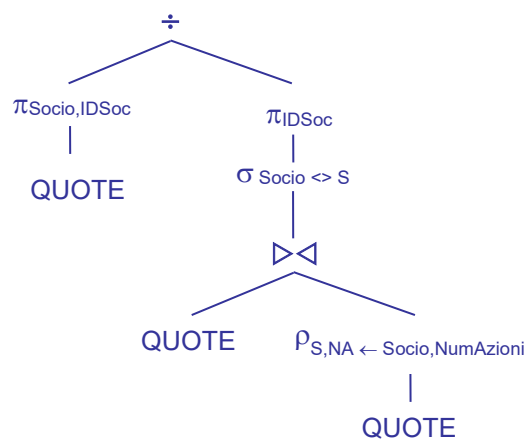 ÷
πSocio,IDSoc
πIDSoc
QUOTE
σ Socio <> S
▷◁
QUOTE
ρS,NA ← Socio,NumAzioni
QUOTE